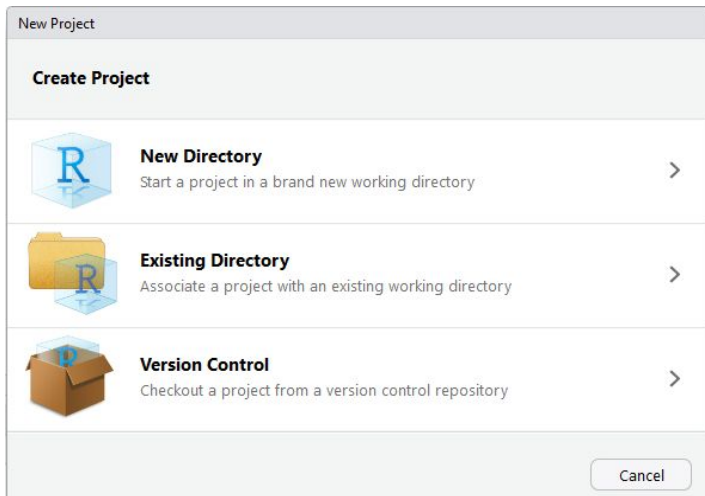 New Project
Create Project
R
New Directory
Start a project in a brand new working directory
R
Existing Directory
Associate a project with an existing working directory
R
Version Control
Checkout a project from a version control repository
Cancel